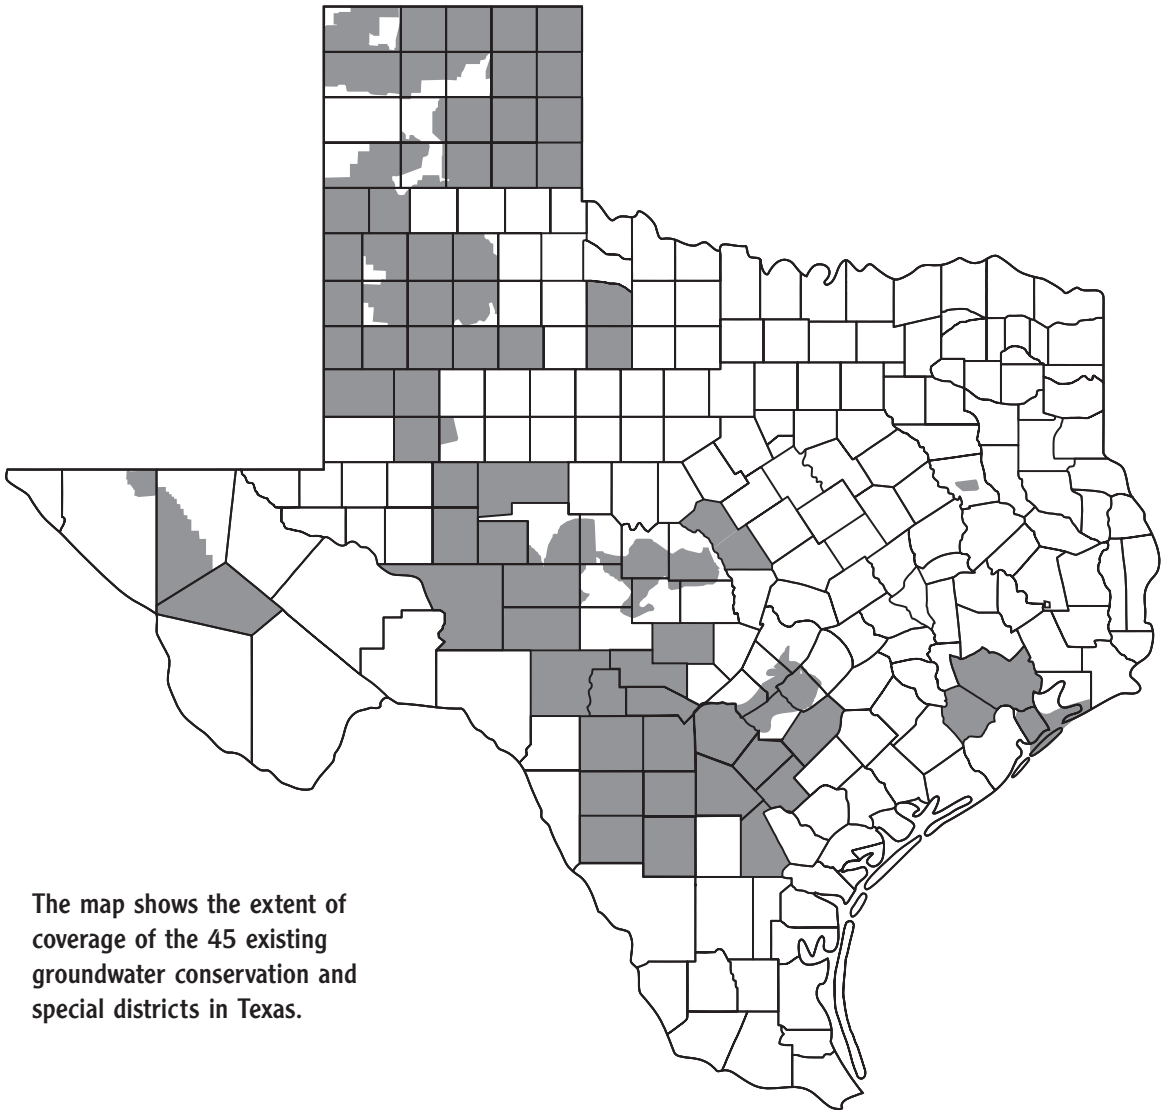 The map shows the extent of
coverage of the 45 existing
groundwater conservation and
special districts in Texas.